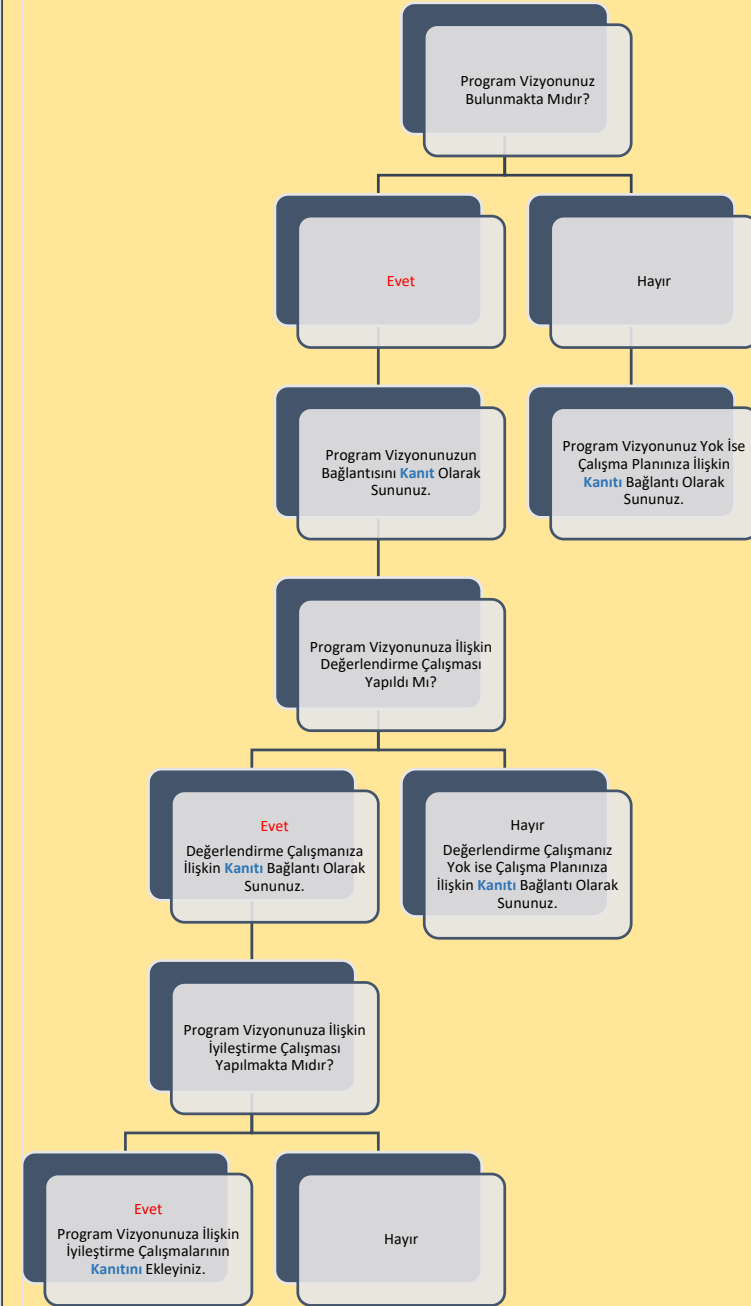 Program Vizyonunuz
Bulunmakta Mıdır?
Evet
Hayır
Program Vizyonunuzun
Bağlantısını Kanıt Olarak
Sununuz.
Program Vizyonunuz Yok İse
Çalışma Planınıza İlişkin
Kanıtı Bağlantı Olarak
Sununuz.
Program Vizyonunuza İlişkin
Değerlendirme Çalışması
Yapıldı Mı?
Evet
Değerlendirme Çalışmanıza
İlişkin Kanıtı Bağlantı Olarak
Sununuz.
Hayır
Değerlendirme Çalışmanız
Yok ise Çalışma Planınıza
İlişkin Kanıtı Bağlantı Olarak
Sununuz.
Program Vizyonunuza İlişkin
İyileştirme Çalışması
Yapılmakta Mıdır?
Evet
Program Vizyonunuza İlişkin
İyileştirme Çalışmalarının
Kanıtını Ekleyiniz.
Hayır